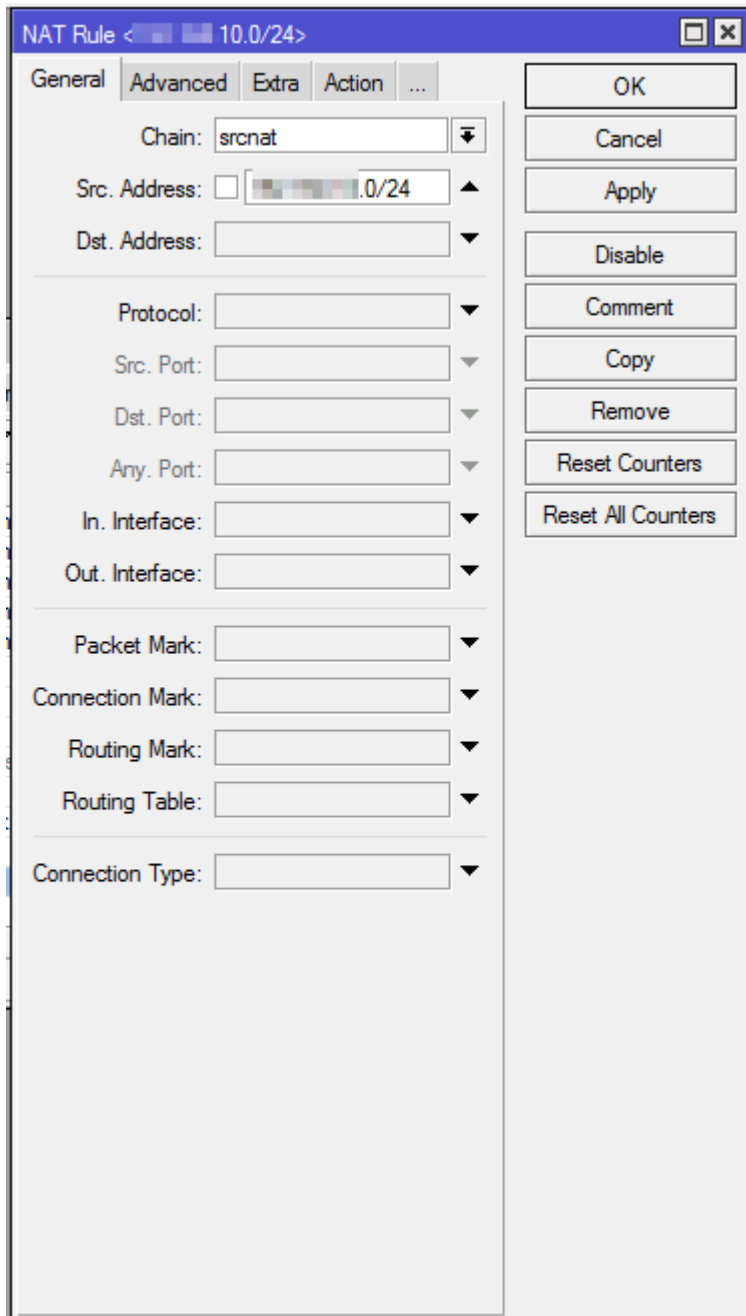 NAT Rule < 10.0/24>
General Advanced Extra Action ...
Chain: srcnat
Src. Address: .0/24
Dst. Address:
Protocol:
Src. Port:
Dst. Port:
Any. Port:
In. Interface:
Out. Interface:
Packet Mark:
Connection Mark:
Routing Mark:
Routing Table:
Connection Type:
OK
Cancel
Apply
Disable
Comment
Copy
Remove
Reset Counters
Reset All Counters